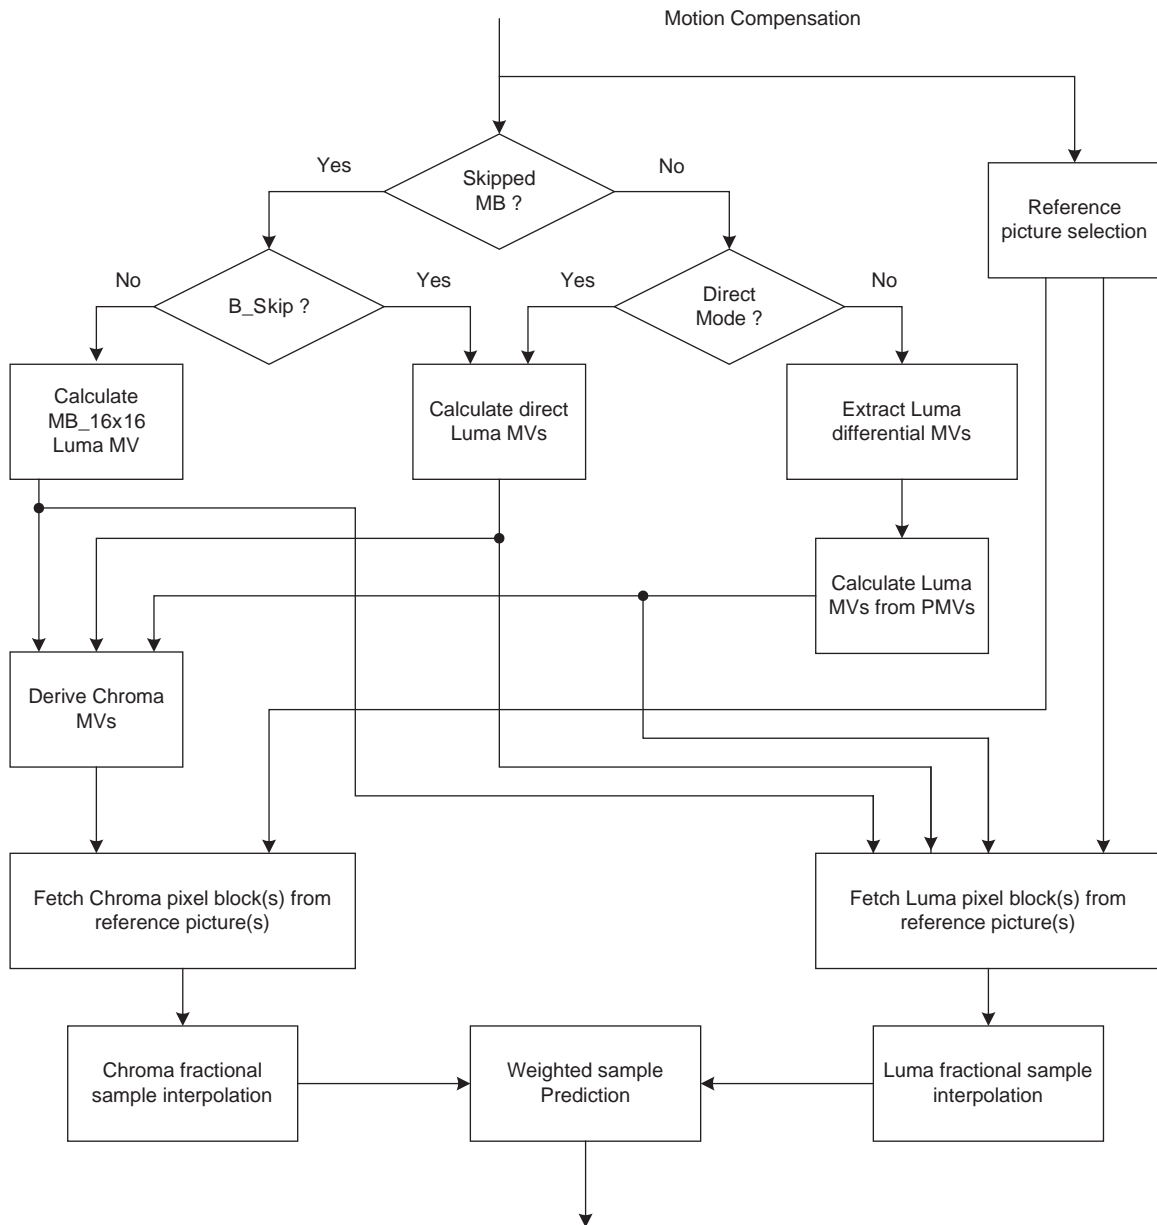 Motion Compensation
Yes
No
Skipped
MB ?
Reference
picture selection
No
Yes
Yes
No
B_Skip ?
Direct
Mode ?
Calculate
MB_16x16
Luma MV
Calculate direct
Luma MVs
Extract Luma
differential MVs
Calculate Luma
MVs from PMVs
Derive Chroma
MVs
Fetch Chroma pixel block(s) from
reference picture(s)
Fetch Luma pixel block(s) from
reference picture(s)
Chroma fractional
sample interpolation
Weighted sample
Prediction
Luma fractional sample
interpolation